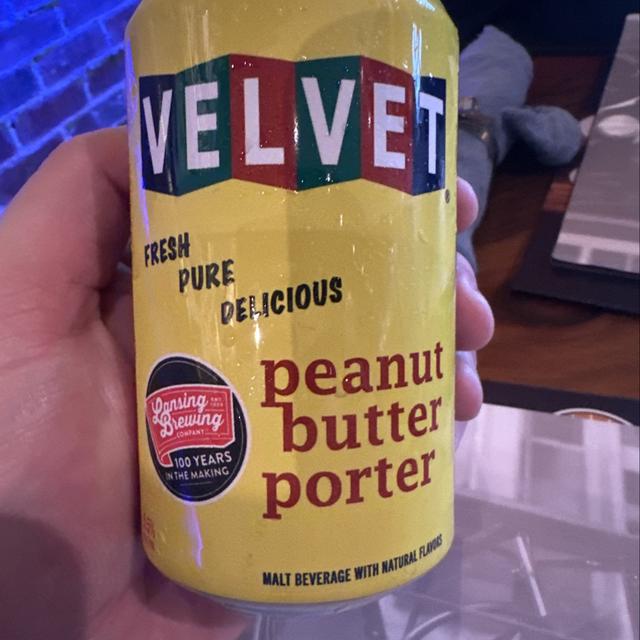 VELVET®
FRESH
PURE
DELICIOUS
peanut
butter
porter
Lansing
Brewing
COMPANY
100 YEARS
IN THE MAKING
MALT BEVERAGE WITH NATURAL FLAVORS